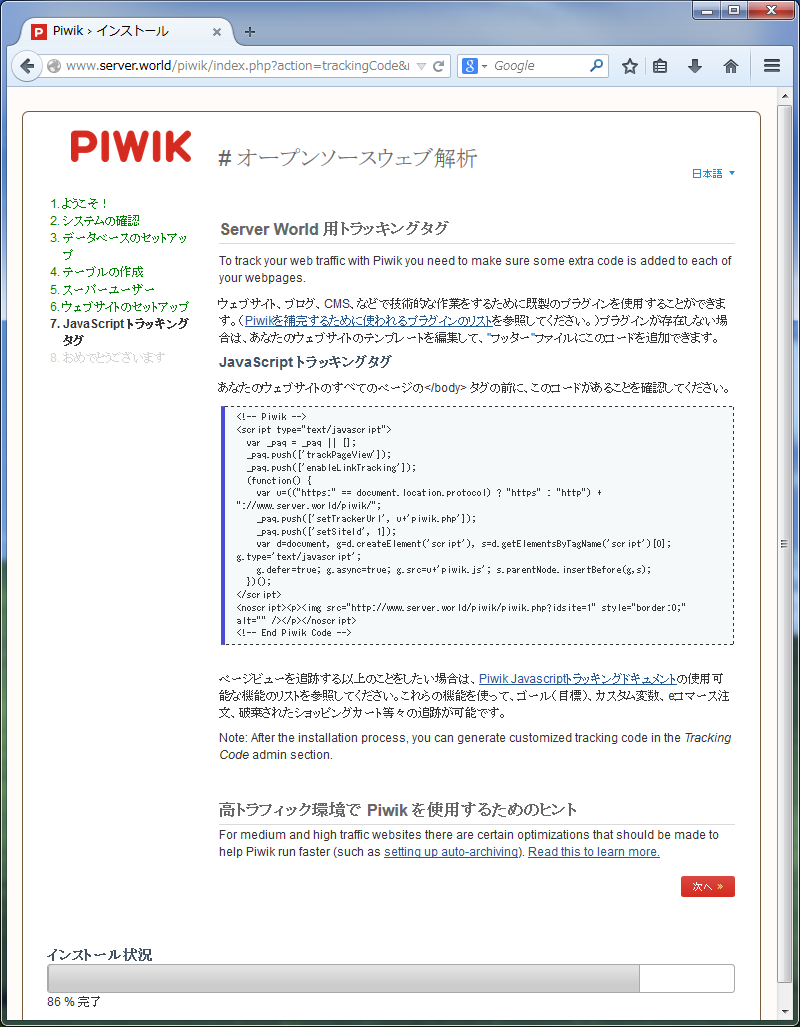 Piwik › インストール
www.server.world/piwik/index.php?action=trackingCode&
Google
PIWIK
# オープンソースウェブ解析
日本語
1. ようこそ！
2. システムの確認
3. データベースのセットアッ
プ
4. テーブルの作成
5. スーパーユーザー
6. ウェブサイトのセットアップ
7. JavaScript トラッキング
タグ
8. おめでとうございます
Server World 用トラッキングタグ
To track your web traffic with Piwik you need to make sure some extra code is added to each of
your webpages.
ウェブサイト、ブログ、CMS、などで技術的な作業をするために既製のプラグインを使用することができま
す。（Piwikを補完するために使われるプラグインのリストを参照してください。）プラグインが存在しない場
合は、あなたのウェブサイトのテンプレートを編集して、"フッター"ファイルにこのコードを追加できます。
JavaScript トラッキングタグ
あなたのウェブサイトのすべてのページの</body> タグの前に、このコードがあることを確認してください。
<!-- Piwik -->
<script type="text/javascript">
var _paq = _paq || [];
_paq.push(['trackPageView']);
_paq.push(['enableLinkTracking']);
(function() {
var u=(("https:" == document.location.protocol) ? "https" : "http") +
"://www.server.world/piwik/";
_paq.push(['setTrackerUrl', u+'piwik.php']);
_paq.push(['setSiteId', 1]);
var d=document, g=d.createElement('script'), s=d.getElementsByTagName('script')[0];
g.type='text/javascript';
g.defer=true; g.async=true; g.src=u+'piwik.js'; s.parentNode.insertBefore(g,s);
})();
</script>
<noscript><p><img src="http://www.server.world/piwik/piwik.php?idsite=1" style="border:0;"
alt="" /></p></noscript>
<!-- End Piwik Code -->
ページビューを追跡する以上のことをしたい場合は、Piwik Javascriptトラッキングドキュメントの使用可
能な機能のリストを参照してください。これらの機能を使って、ゴール（目標）、カスタム変数、eコマース注
文、破棄されたショッピングカート等々の追跡が可能です。
Note: After the installation process, you can generate customized tracking code in the Tracking
Code admin section.
高トラフィック環境で Piwik を使用するためのヒント
For medium and high traffic websites there are certain optimizations that should be made to
help Piwik run faster (such as setting up auto-archiving). Read this to learn more.
次へ »
インストール状況
86 % 完了